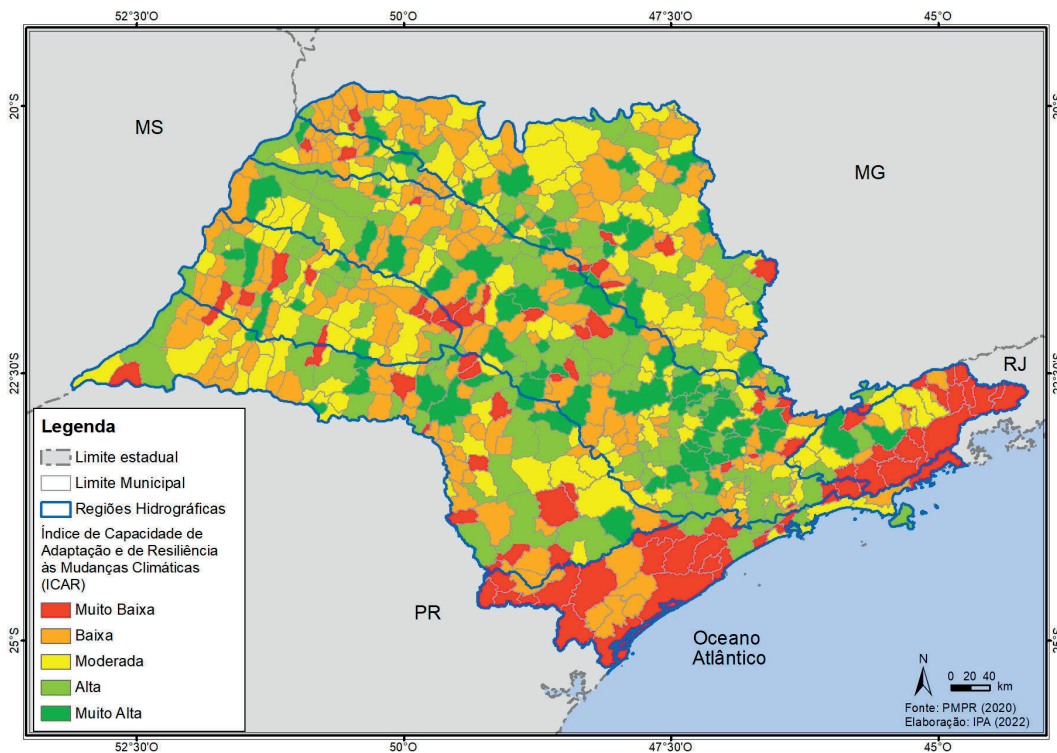 52°30'O
50°O
47°30'O
45°O
20°S
20°S
MS
MG
22°30'S
22°30'S
RJ
PR
Oceano
Atlântico
25°S
25°S
Legenda
Limite estadual
Limite Municipal
Regiões Hidrográficas
Índice de Capacidade de
Adaptação e de Resiliência
às Mudanças Climáticas
(ICAR)
Muito Baixa
Baixa
Moderada
Alta
Muito Alta
N
0 20 40
km
Fonte: PMPR (2020)
Elaboração: IPA (2022)
52°30'O
50°O
47°30'O
45°O